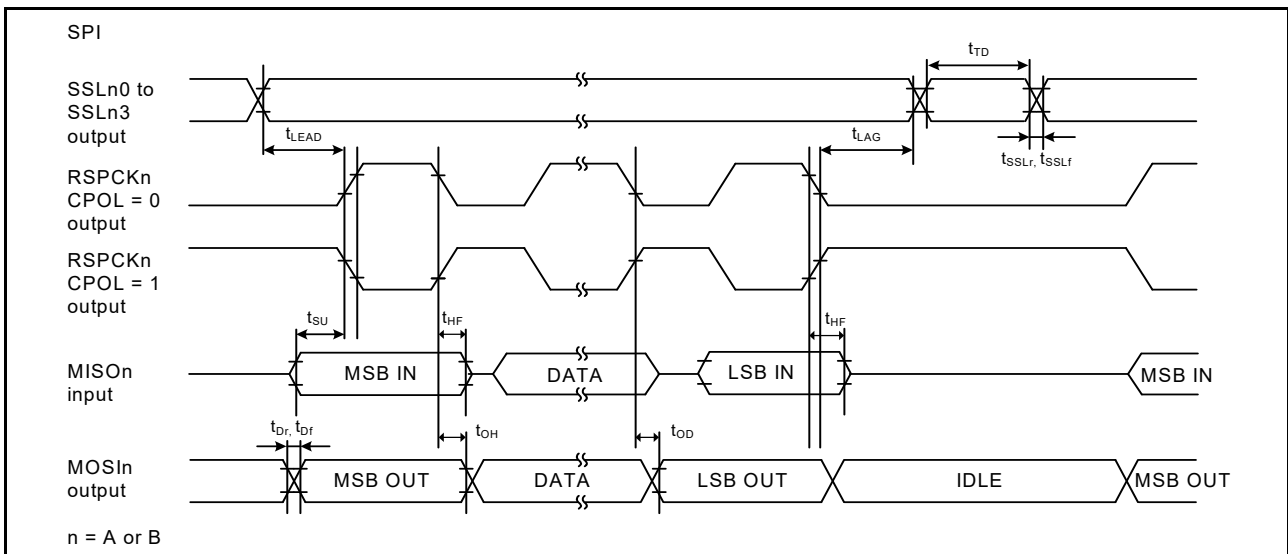 SPI
tTD
SSLn0 to
SSLn3
output
tLEAD
tLAG
tSSLr, tSSLf
RSPCKn
CPOL = 0
output
RSPCKn
CPOL = 1
output
tSU
tHF
tHF
MISOn
input
MSB IN
DATA
LSB IN
MSB IN
tDr, tDf
tOH
tOD
MOSIn
output
MSB OUT
DATA
LSB OUT
IDLE
MSB OUT
n = A or B